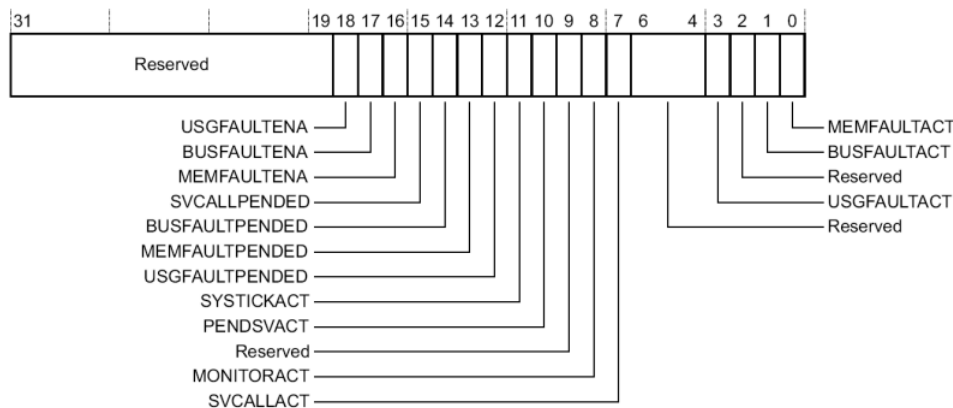 31 19 18 17 16 15 14 13 12 11 10 9 8 7 6 4 3 2 1 0
Reserved
USGFAULTENA MEMFAULTACT
BUSFAULTENA BUSFAULTACT
MEMFAULTENA Reserved
SVCALLPENDED USGFAULTACT
BUSFAULTPENDED Reserved
MEMFAULTPENDED
USGFAULTPENDED
SYSTICKACT
PENDSVACT
Reserved
MONITORACT
SVCALLACT